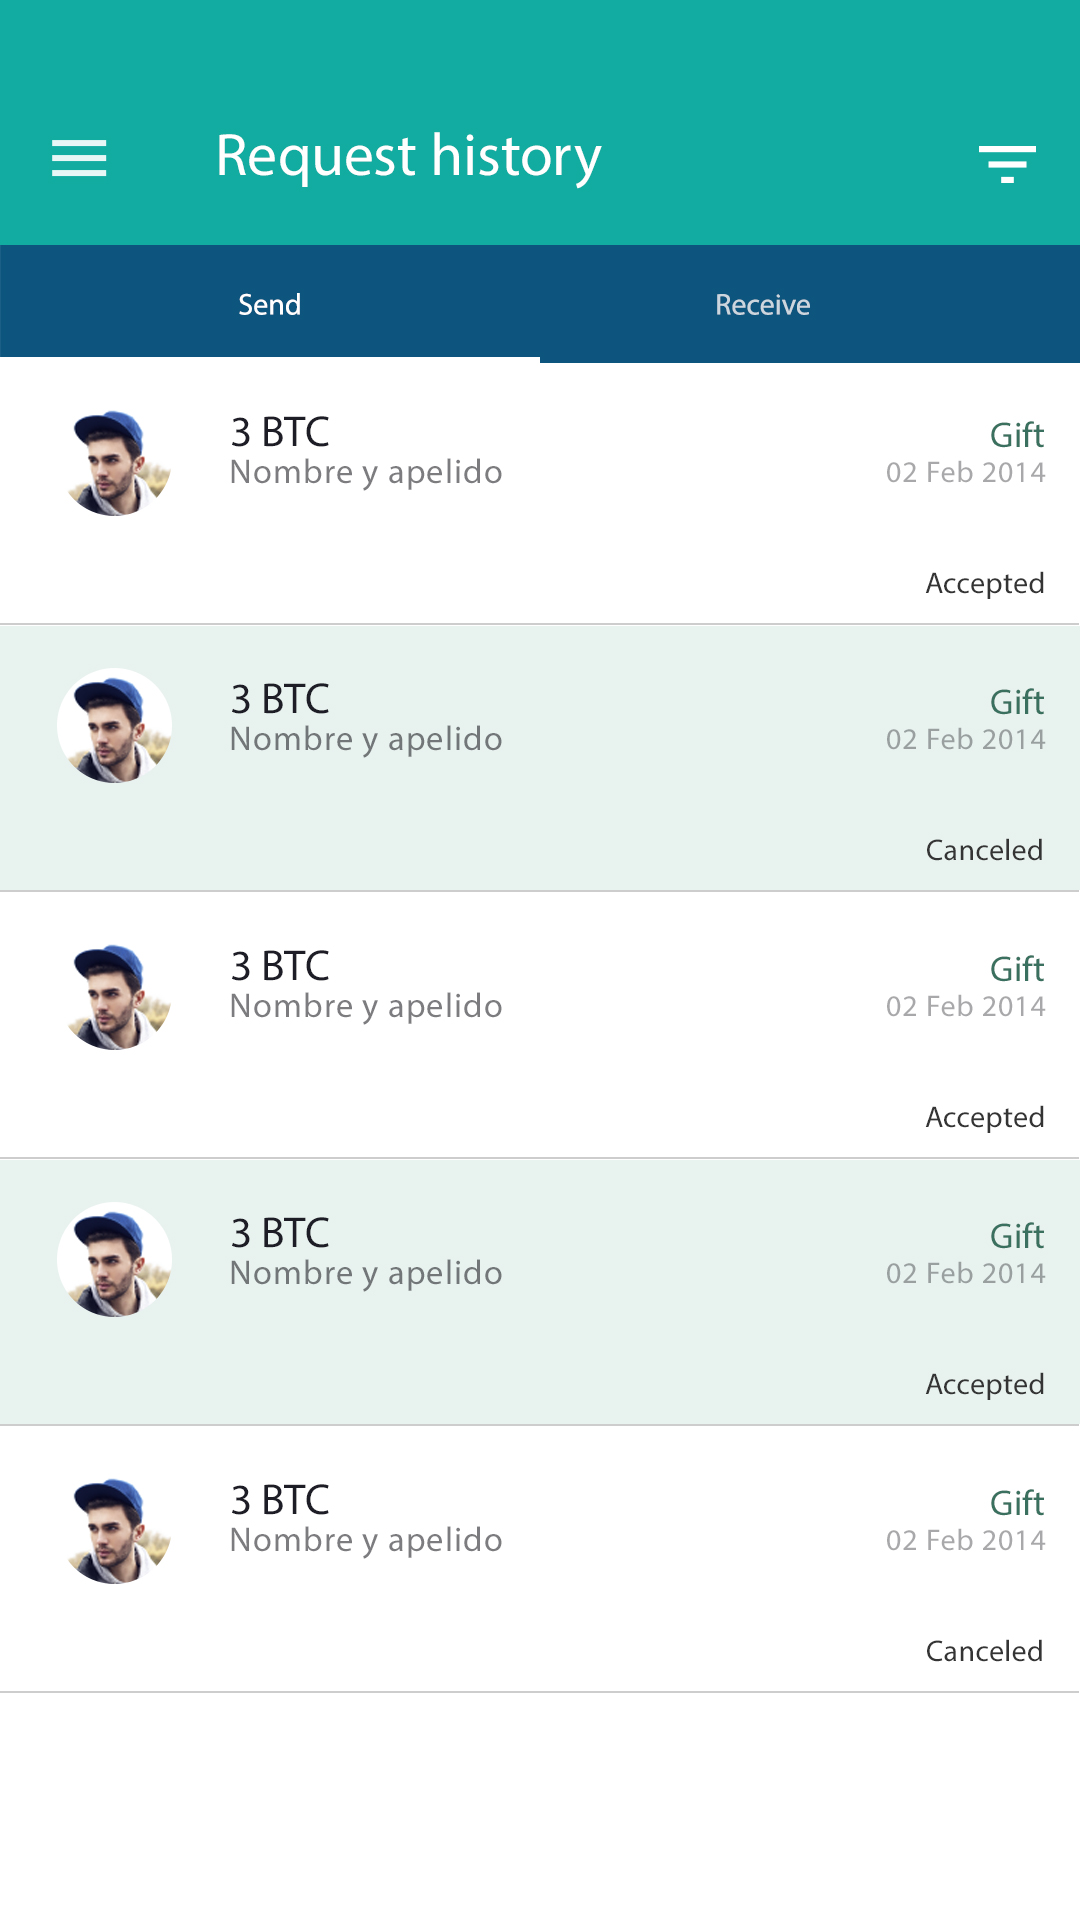 Request history
Send
Receive
3 BTC
Gift
Nombre y apelido
02 Feb 2014
Accepted
3 BTC
Gift
Nombre y apelido
02 Feb 2014
Canceled
3 BTC
Gift
Nombre y apelido
02 Feb 2014
Accepted
3 BTC
Gift
Nombre y apelido
02 Feb 2014
Accepted
3 BTC
Gift
Nombre y apelido
02 Feb 2014
Canceled